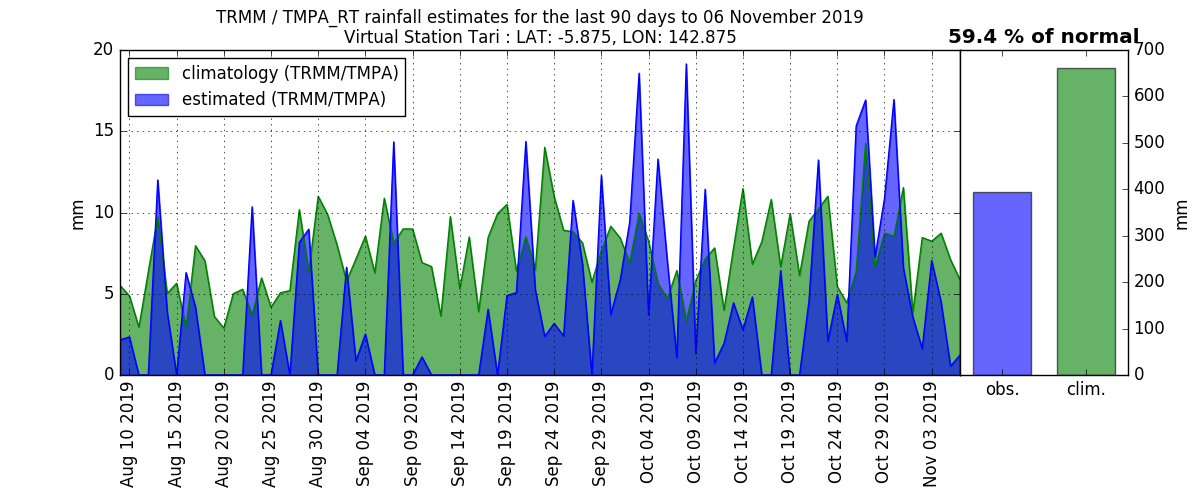 TRMM / TMPA_RT rainfall estimates for the last 90 days to 06 November 2019
Virtual Station Tari : LAT: -5.875, LON: 142.875
59.4 % of normal
climatology (TRMM/TMPA)
estimated (TRMM/TMPA)
20
15
10
5
0
mm
700
600
500
400
300
200
100
0
mm
Aug 10 2019
Aug 15 2019
Aug 20 2019
Aug 25 2019
Aug 30 2019
Sep 04 2019
Sep 09 2019
Sep 14 2019
Sep 19 2019
Sep 24 2019
Sep 29 2019
Oct 04 2019
Oct 09 2019
Oct 14 2019
Oct 19 2019
Oct 24 2019
Oct 29 2019
Nov 03 2019
obs.
clim.